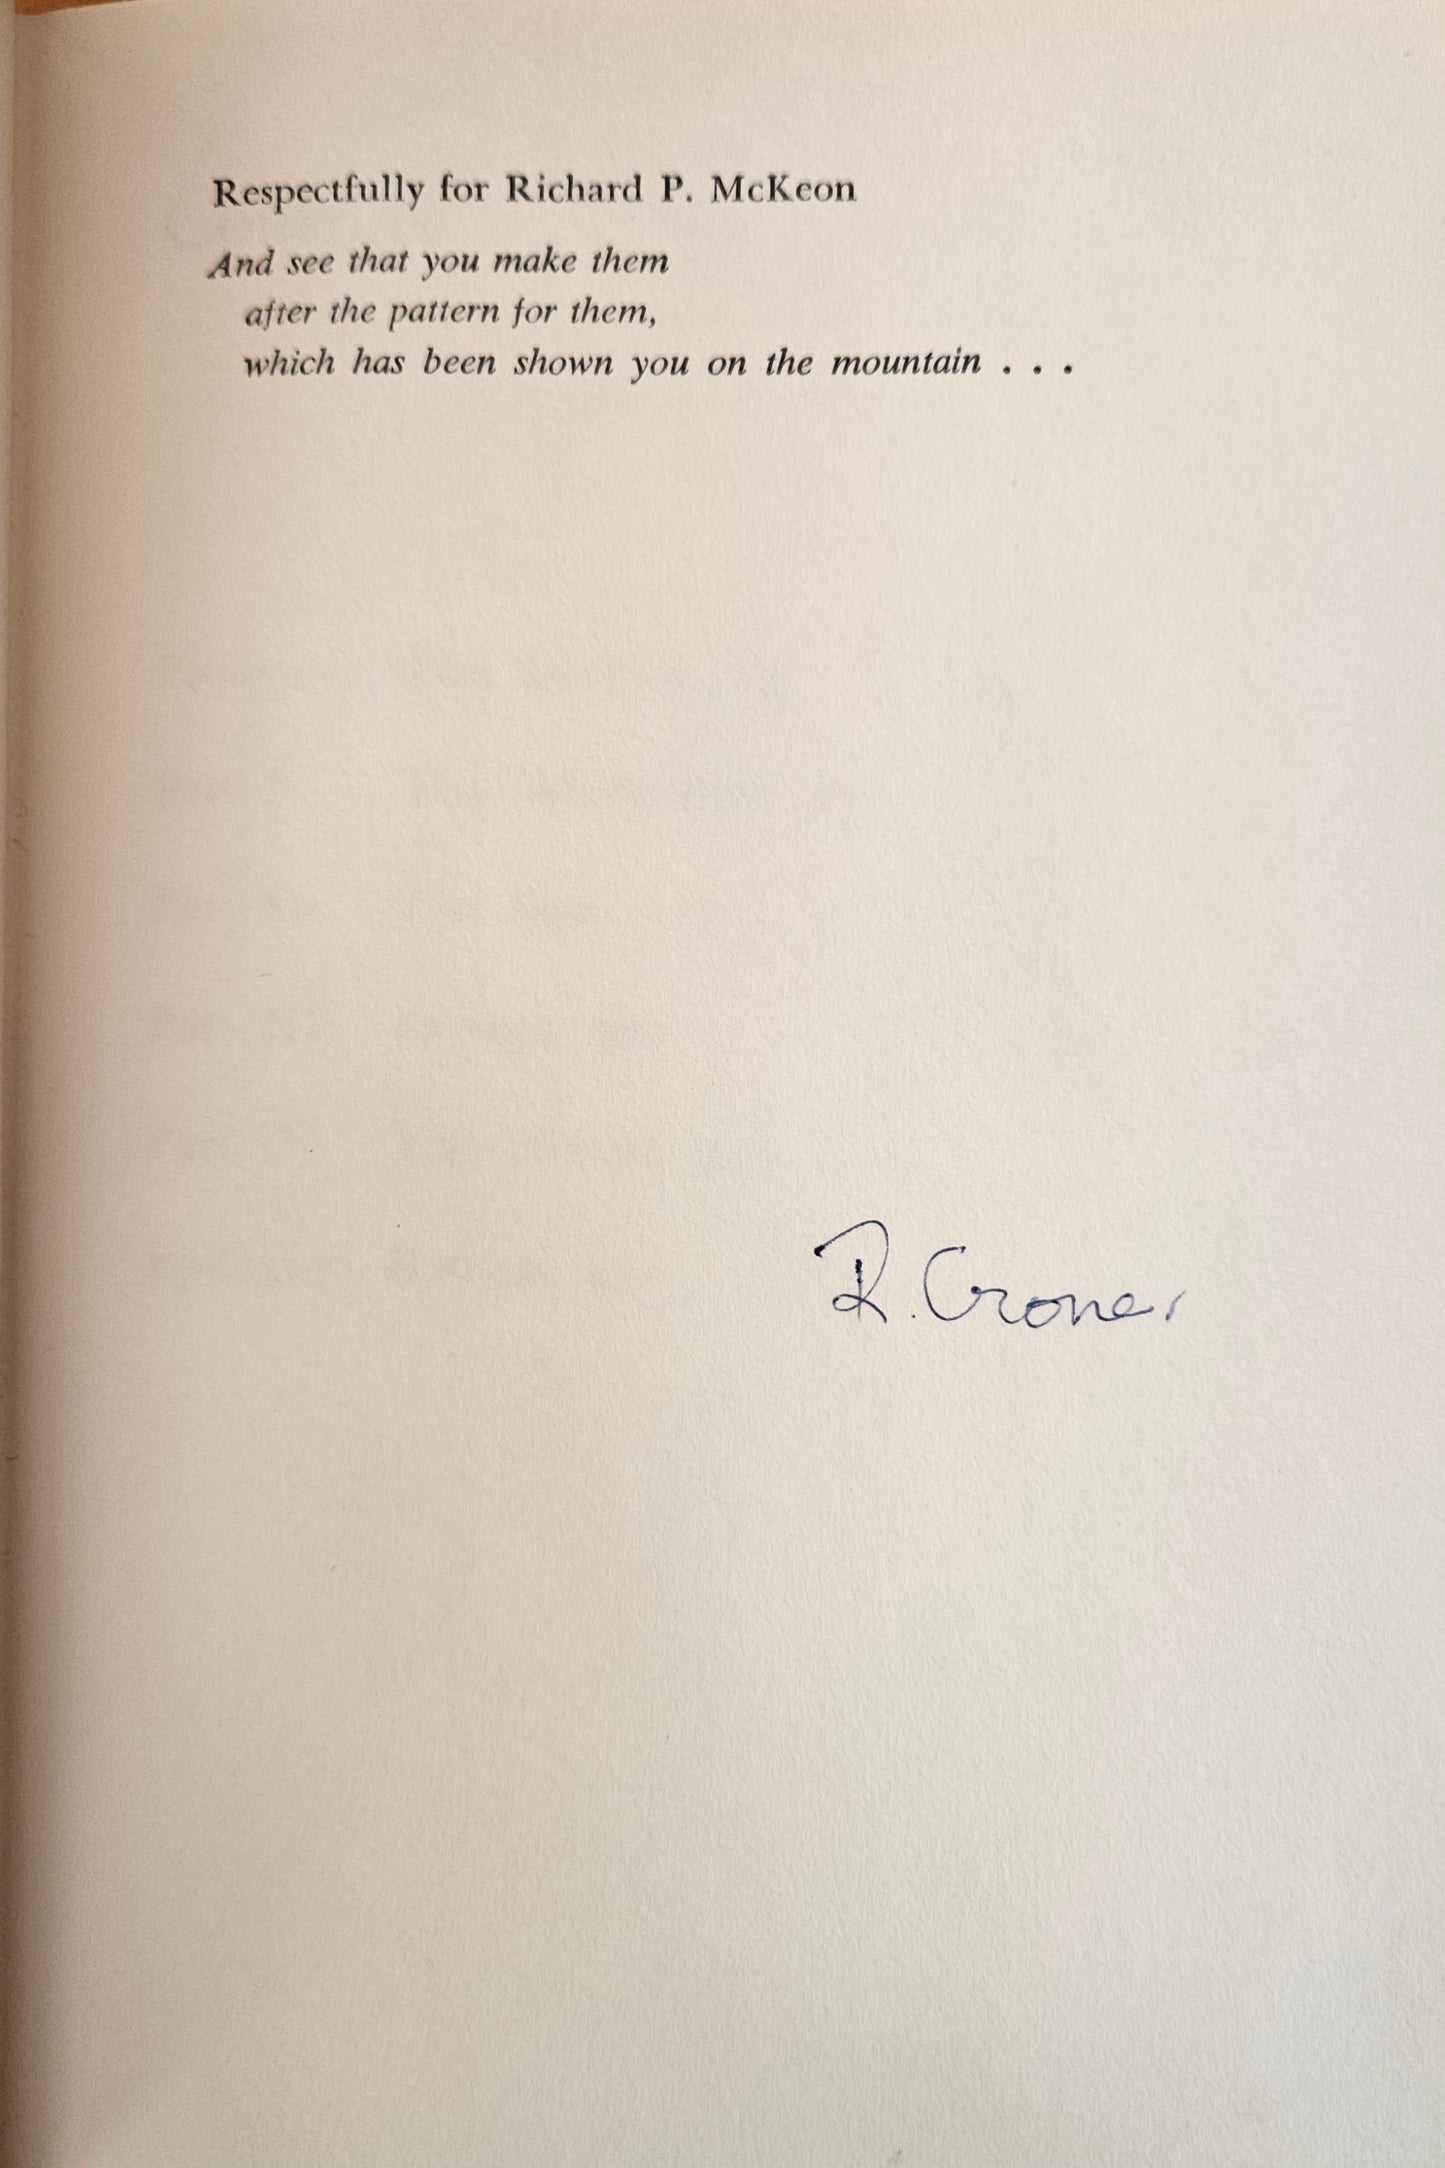 Respectfully for Richard P. McKeon
And see that you make them
after the pattern for them,
which has been shown you on the mountain . . .
R. Croner